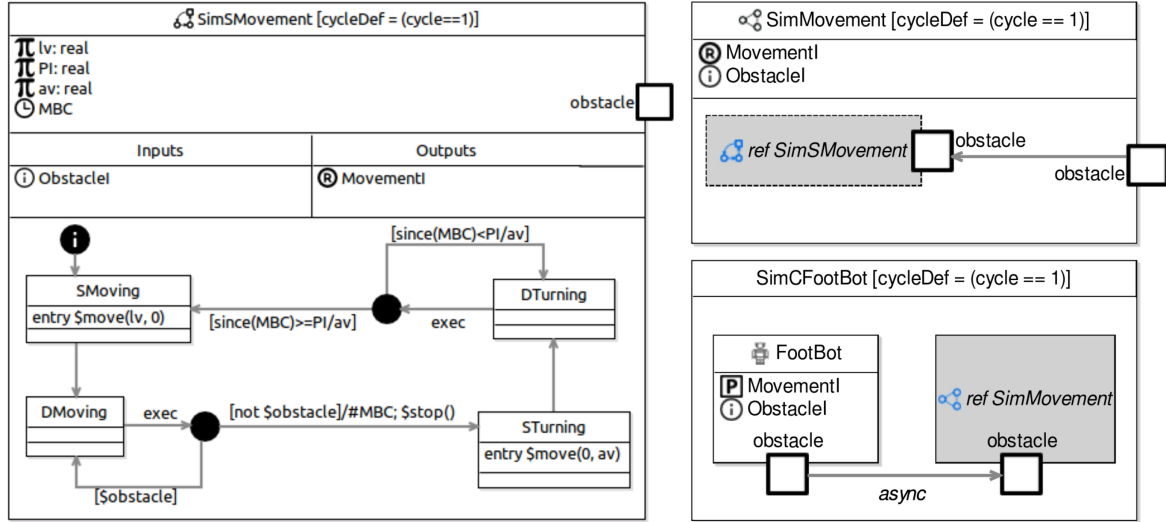 SimSMovement [cycleDef = (cycle==1)]
π lv: real
π PI: real
π av: real
MBC
obstacle
Inputs
Outputs
i ObstacleI
R MovementI
i
[since(MBC)<PI/av]
SMoving
entry $move(lv, 0)
DTurning
[since(MBC)>=PI/av]
exec
DMoving
exec
[not $obstacle]/#MBC; $stop()
STurning
entry $move(0, av)
[$obstacle]
SimMovement [cycleDef = (cycle == 1)]
R MovementI
i ObstacleI
ref SimSMovement
obstacle
obstacle
SimCFootBot [cycleDef = (cycle == 1)]
FootBot
P MovementI
i ObstacleI
obstacle
ref SimMovement
obstacle
async